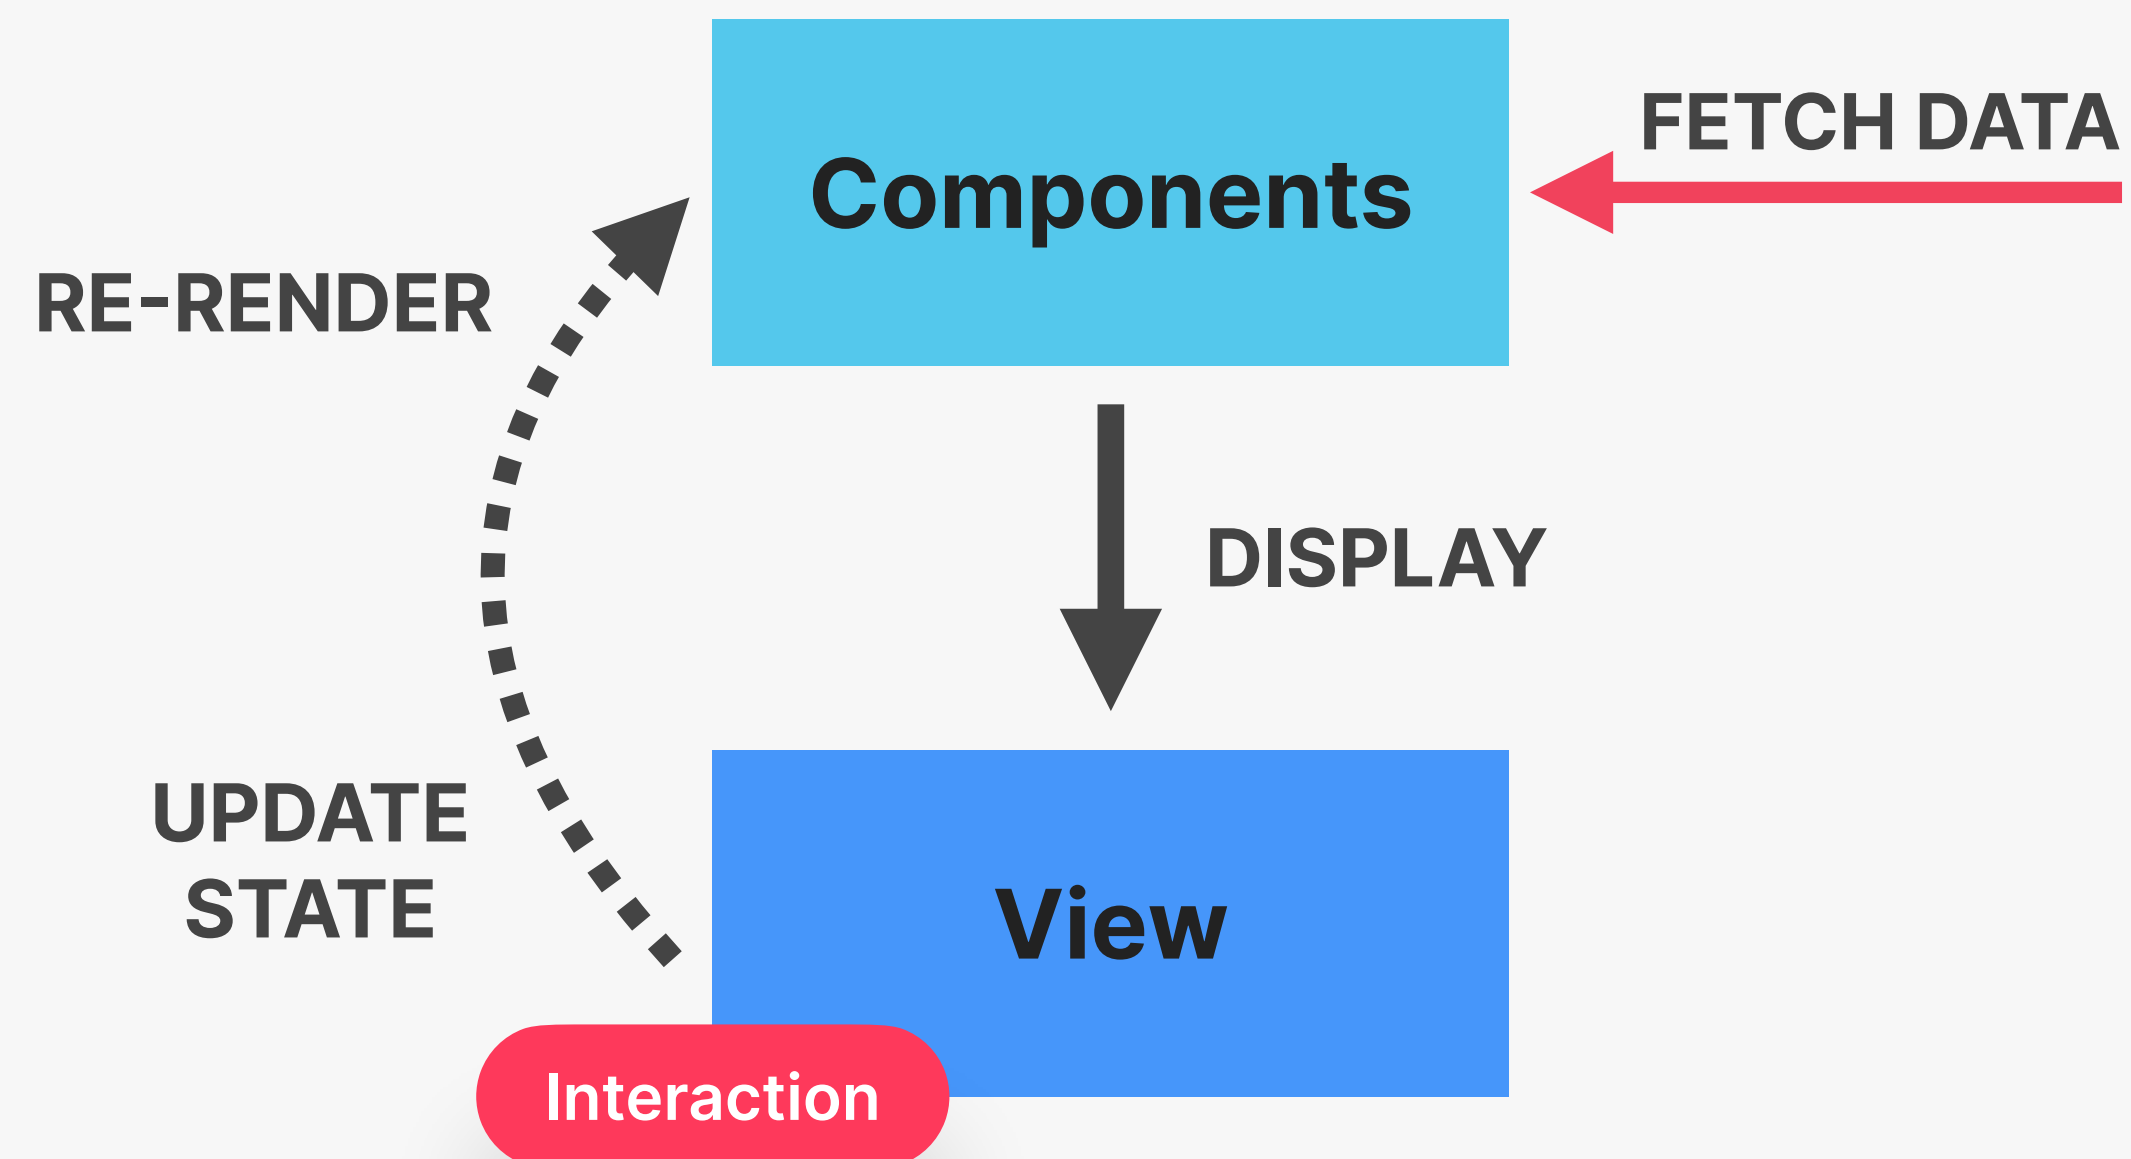 Components
FETCH DATA
RE-RENDER
DISPLAY
UPDATE
STATE
View
Interaction